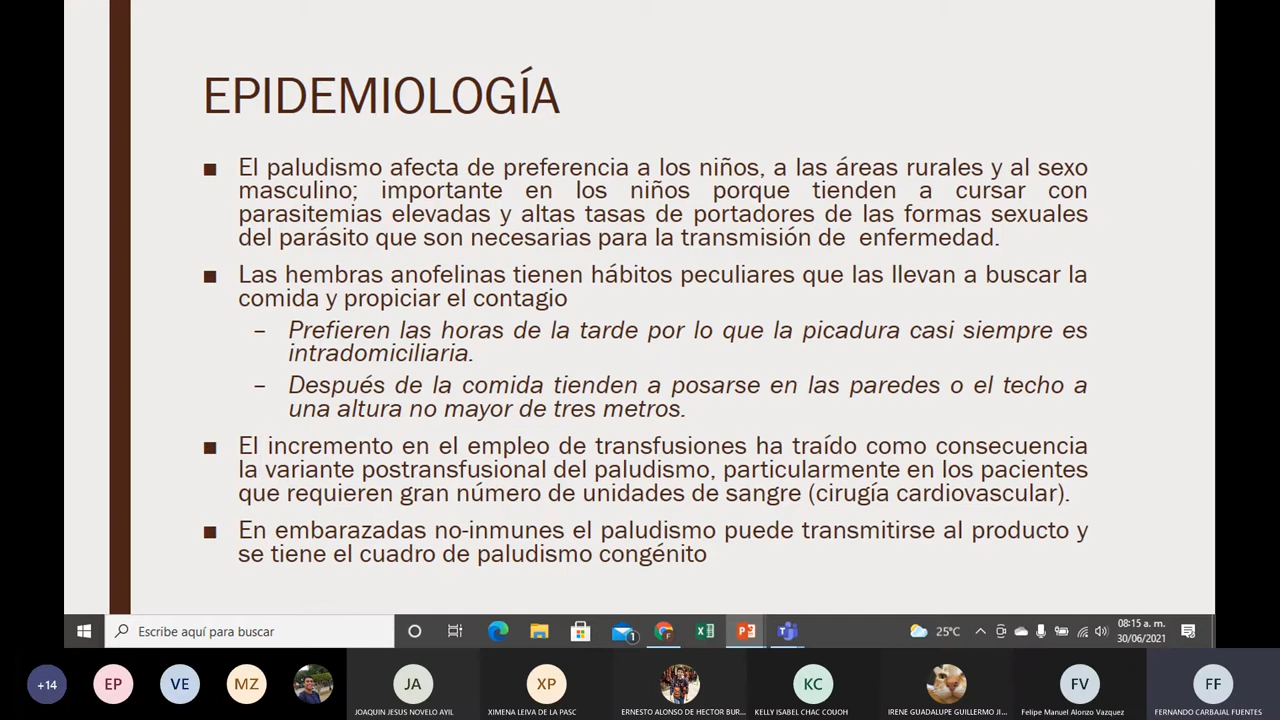 EPIDEMIOLOGÍA
■ El paludismo afecta de preferencia a los niños, a las áreas rurales y al sexo
masculino; importante en los niños porque tienden a cursar con
parasitemias elevadas y altas tasas de portadores de las formas sexuales
del parásito que son necesarias para la transmisión de enfermedad.
■ Las hembras anofelinas tienen hábitos peculiares que las llevan a buscar la
comida y propiciar el contagio
– Prefieren las horas de la tarde por lo que la picadura casi siempre es
intradomiciliaria.
– Después de la comida tienden a posarse en las paredes o el techo a
una altura no mayor de tres metros.
■ El incremento en el empleo de transfusiones ha traído como consecuencia
la variante postransfusional del paludismo, particularmente en los pacientes
que requieren gran número de unidades de sangre (cirugía cardiovascular).
■ En embarazadas no-inmunes el paludismo puede transmitirse al producto y
se tiene el cuadro de paludismo congénito
Escribe aquí para buscar
1
25°C
08:15 a. m.
30/06/2021
+14
EP
VE
MZ
JA
XP
KC
FV
FF
JOAQUIN JESUS NOVELO AYIL
XIMENA LEIVA DE LA PASC
ERNESTO ALONSO DE HECTOR BUR...
KELLY ISABEL CHAC COUOH
IRENE GUADALUPE GUILLERMO JI...
Felipe Manuel Alonzo Vazquez
FERNANDO CARBAJAL FUENTES